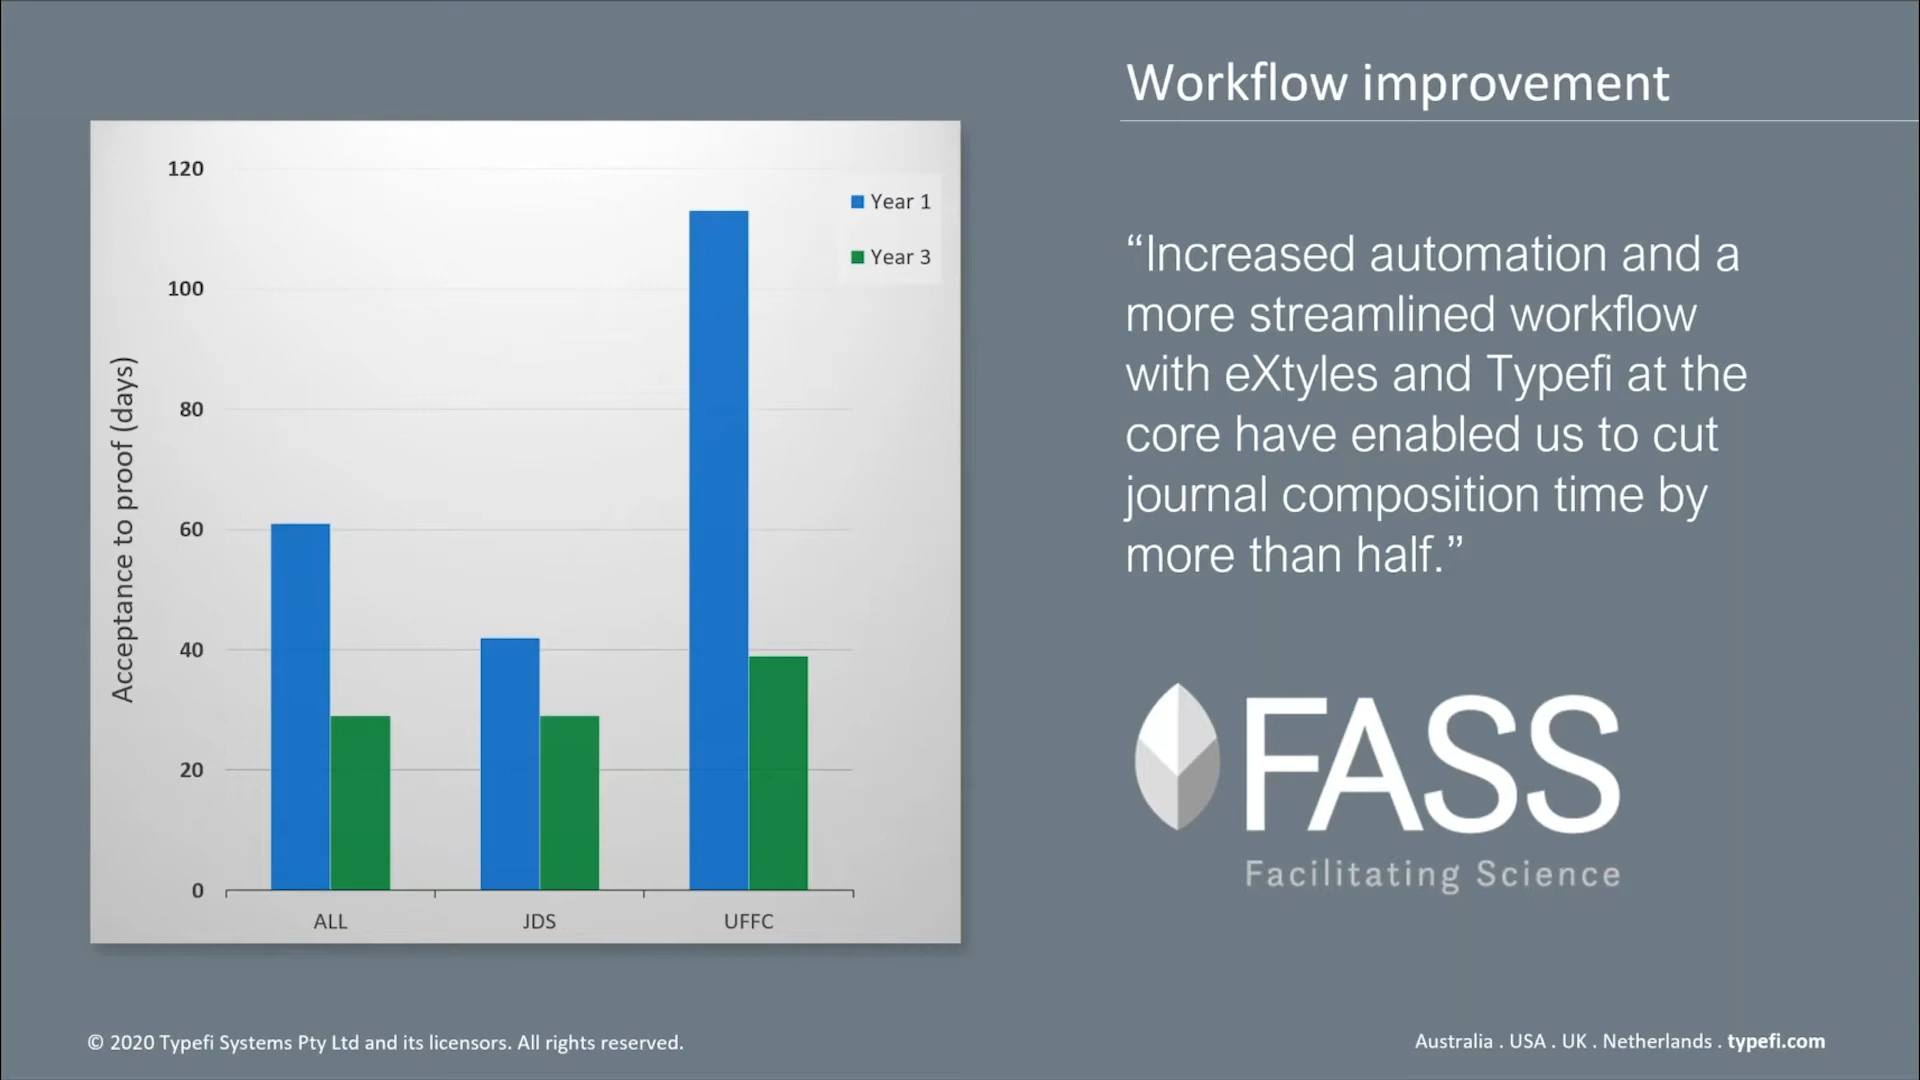 Workflow improvement
120
100
80
60
40
20
0
Acceptance to proof (days)
Year 1
Year 3
ALL
JDS
UFFC
“Increased automation and a
more streamlined workflow
with eXtyles and Typefi at the
core have enabled us to cut
journal composition time by
more than half.”
FASS
Facilitating Science
© 2020 Typefi Systems Pty Ltd and its licensors. All rights reserved.
Australia . USA . UK . Netherlands . typefi.com